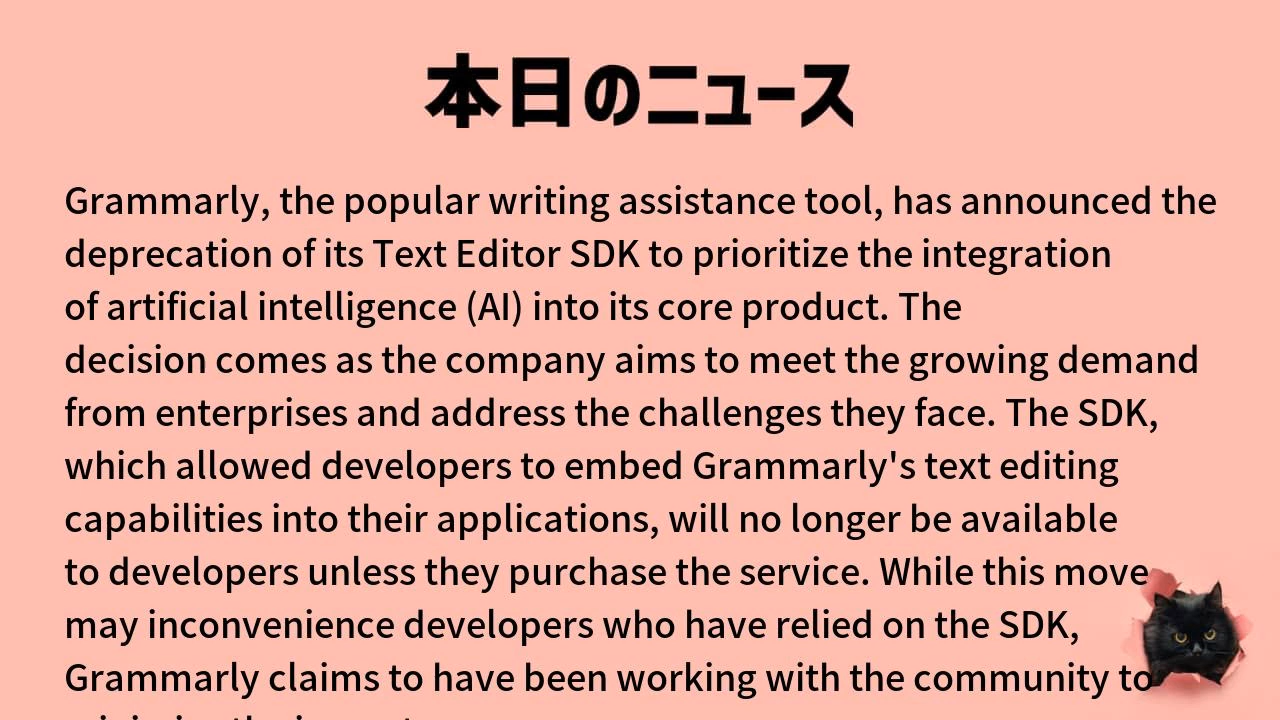 本日のニュース
Grammarly, the popular writing assistance tool, has announced the
deprecation of its Text Editor SDK to prioritize the integration
of artificial intelligence (AI) into its core product. The
decision comes as the company aims to meet the growing demand
from enterprises and address the challenges they face. The SDK,
which allowed developers to embed Grammarly's text editing
capabilities into their applications, will no longer be available
to developers unless they purchase the service. While this move
may inconvenience developers who have relied on the SDK,
Grammarly claims to have been working with the community to